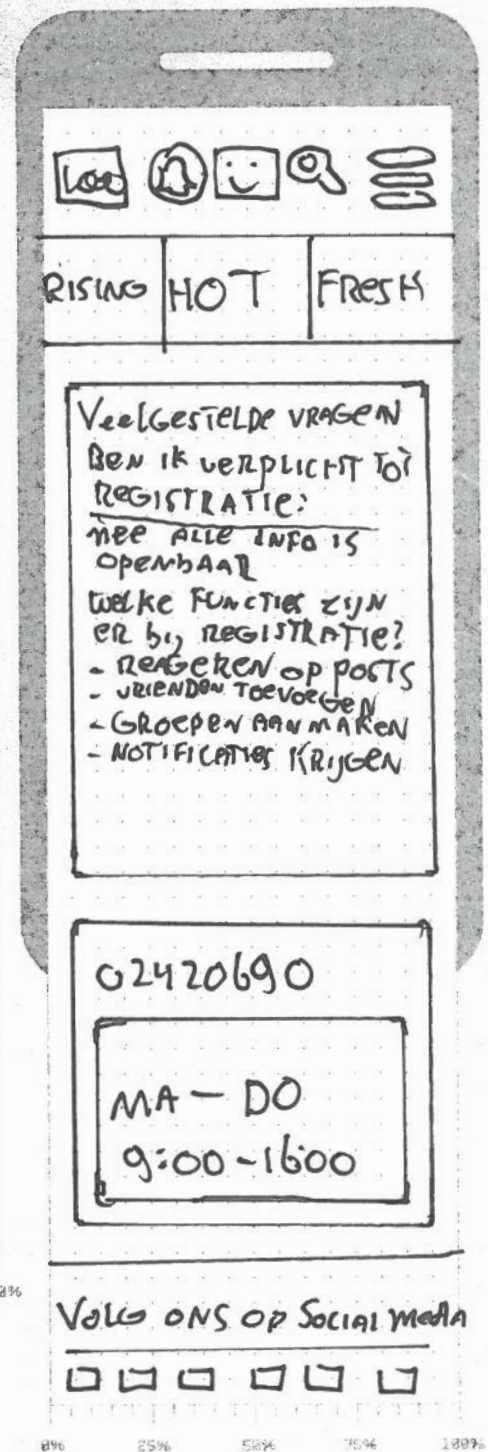 LOGO
RISING HOT FRESH
VEELGESTELDE VRAGEN
BEN IK VERPLICHT TOT
REGISTRATIE?
NEE ALLE INFO IS
OPENBAAR
WELKE FUNCTIES ZIJN
ER BIJ REGISTRATIE?
- REAGEREN OP POSTS
- VRIENDEN TOEVOEGEN
- GROEPEN AANMAKEN
- NOTIFICATIES KRIJGEN
02420690
MA - DO
9:00-1600
VOLG ONS OP SOCIAL MEDIA
0% 25% 50% 75% 100%